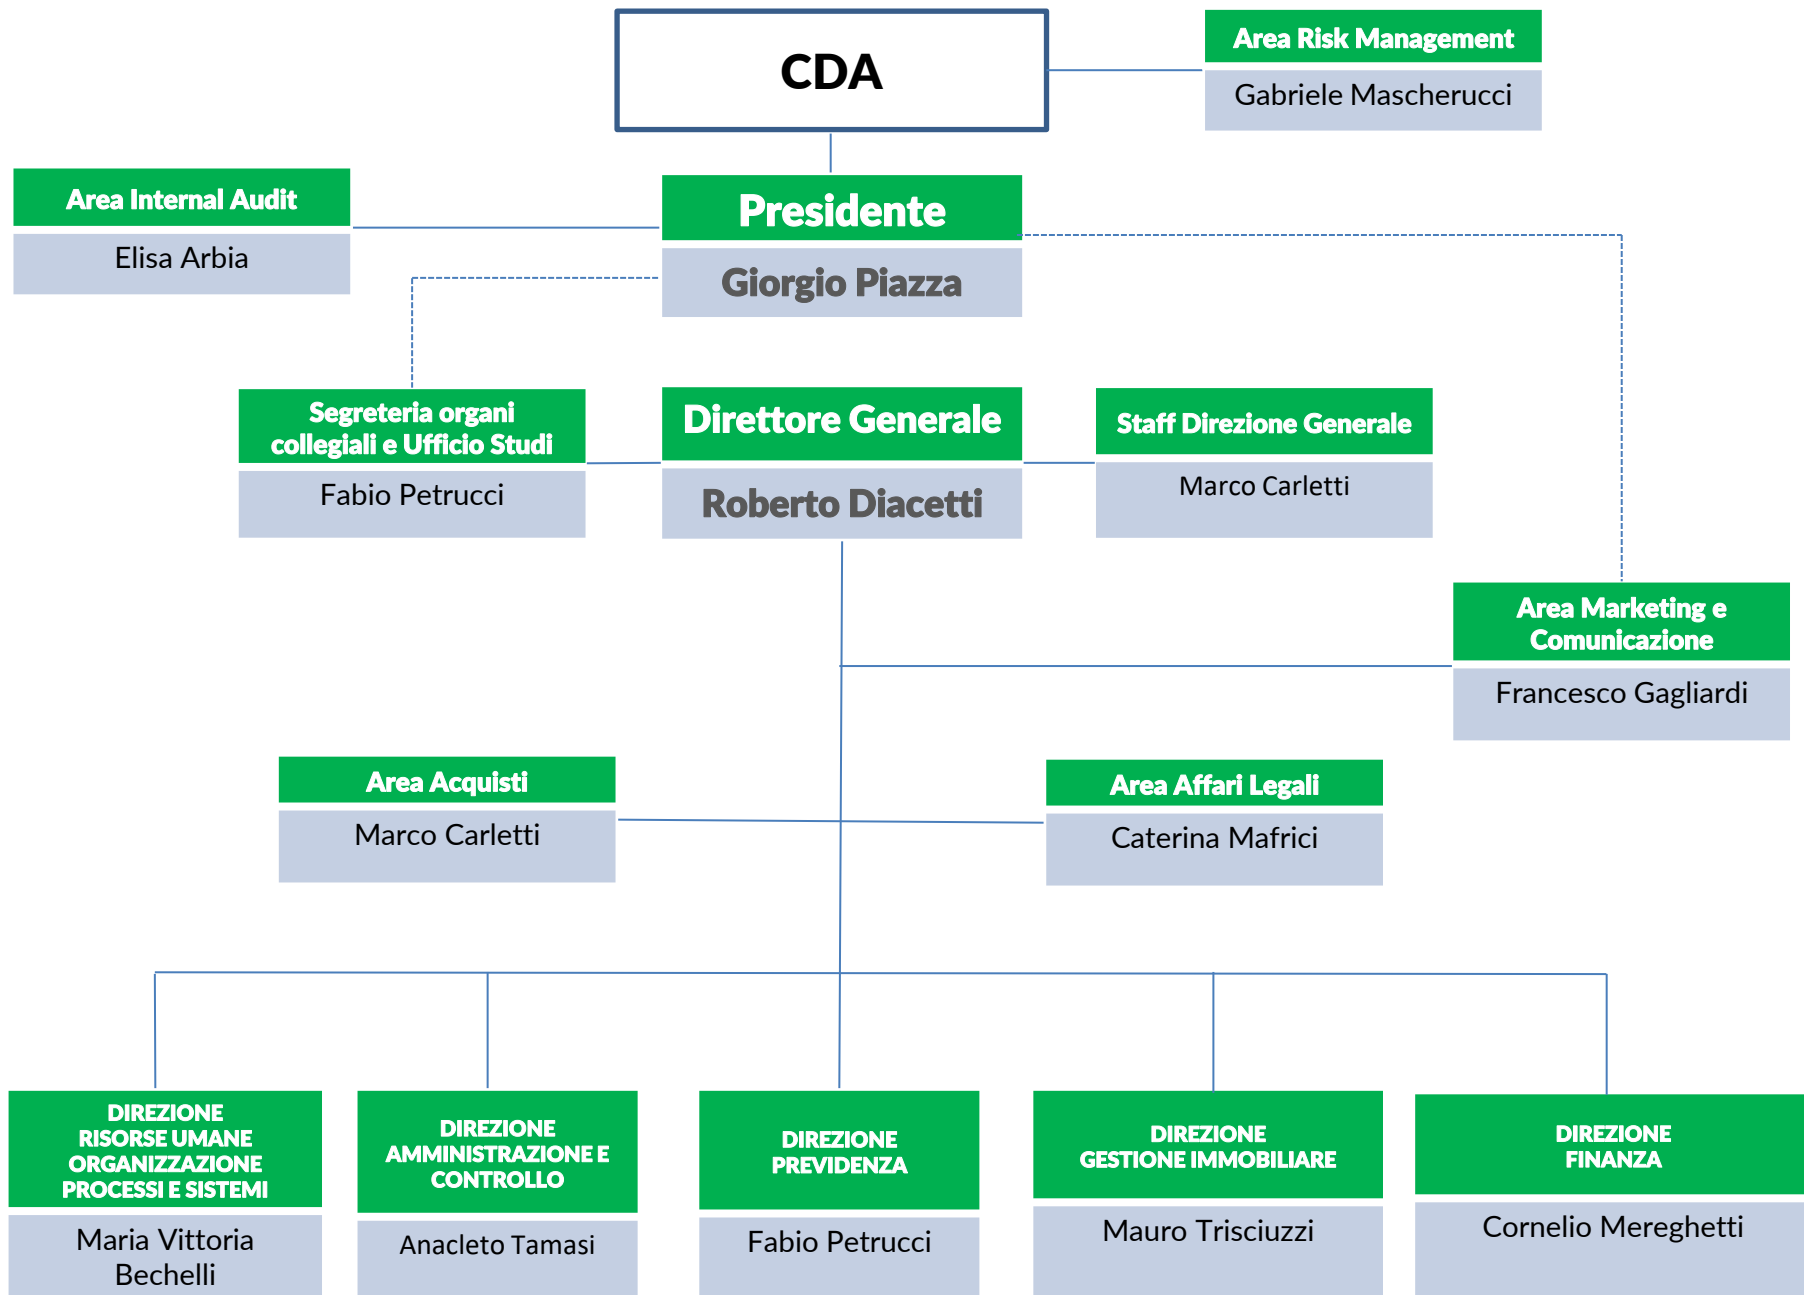 CDA
Area Risk Management
Gabriele Mascherucci
Area Internal Audit
Elisa Arbia
Presidente
Giorgio Piazza
Segreteria organi
collegiali e Ufficio Studi
Fabio Petrucci
Direttore Generale
Roberto Diacetti
Staff Direzione Generale
Marco Carletti
Area Marketing e
Comunicazione
Francesco Gagliardi
Area Acquisti
Marco Carletti
Area Affari Legali
Caterina Mafrici
DIREZIONE
RISORSE UMANE
ORGANIZZAZIONE
PROCESSI E SISTEMI
Maria Vittoria
Bechelli
DIREZIONE
AMMINISTRAZIONE E
CONTROLLO
Anacleto Tamasi
DIREZIONE
PREVIDENZA
Fabio Petrucci
DIREZIONE
GESTIONE IMMOBILIARE
Mauro Trisciuzzi
DIREZIONE
FINANZA
Cornelio Mereghetti